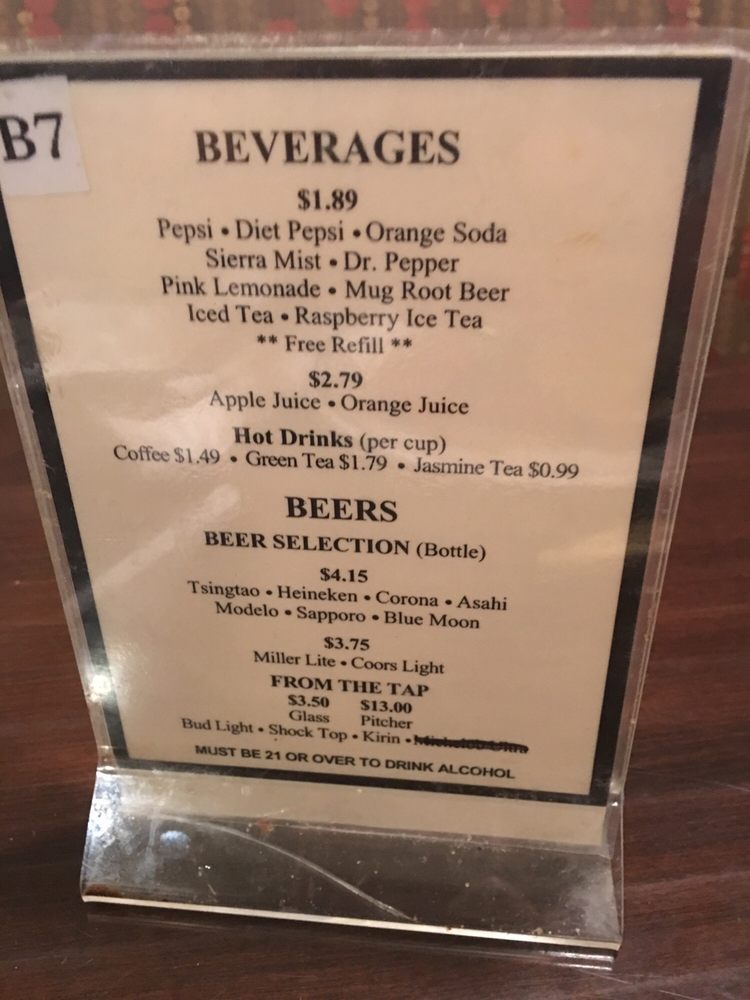 B7
BEVERAGES
$1.89
Pepsi • Diet Pepsi • Orange Soda
Sierra Mist • Dr. Pepper
Pink Lemonade • Mug Root Beer
Iced Tea • Raspberry Ice Tea
** Free Refill **
$2.79
Apple Juice • Orange Juice
Hot Drinks (per cup)
Coffee $1.49 • Green Tea $1.79 • Jasmine Tea $0.99
BEERS
BEER SELECTION (Bottle)
$4.15
Tsingtao • Heineken • Corona • Asahi
Modelo • Sapporo • Blue Moon
$3.75
Miller Lite • Coors Light
FROM THE TAP
$3.50 $13.00
Glass Pitcher
Bud Light • Shock Top • Kirin •
MUST BE 21 OR OVER TO DRINK ALCOHOL